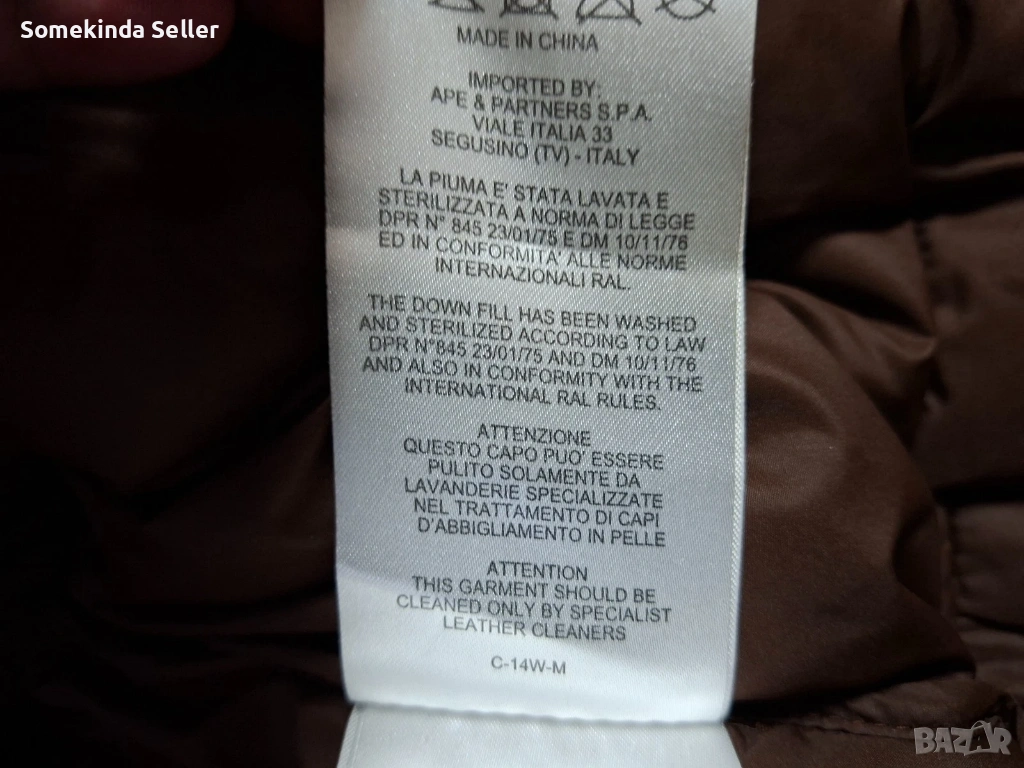 Somekinda Seller
MADE IN CHINA
IMPORTED BY:
APE & PARTNERS S.P.A.
VIALE ITALIA 33
SEGUSINO (TV) - ITALY
LA PIUMA E' STATA LAVATA E
STERILIZZATA A NORMA DI LEGGE
DPR N° 845 23/01/75 E DM 10/11/76
ED IN CONFORMITA' ALLE NORME
INTERNAZIONALI RAL.
THE DOWN FILL HAS BEEN WASHED
AND STERILIZED ACCORDING TO LAW
DPR N°845 23/01/75 AND DM 10/11/76
AND ALSO IN CONFORMITY WITH THE
INTERNATIONAL RAL RULES.
ATTENZIONE
QUESTO CAPO PUO' ESSERE
PULITO SOLAMENTE DA
LAVANDERIE SPECIALIZZATE
NEL TRATTAMENTO DI CAPI
D'ABBIGLIAMENTO IN PELLE
ATTENTION
THIS GARMENT SHOULD BE
CLEANED ONLY BY SPECIALIST
LEATHER CLEANERS
C-14W-M
BAZAR